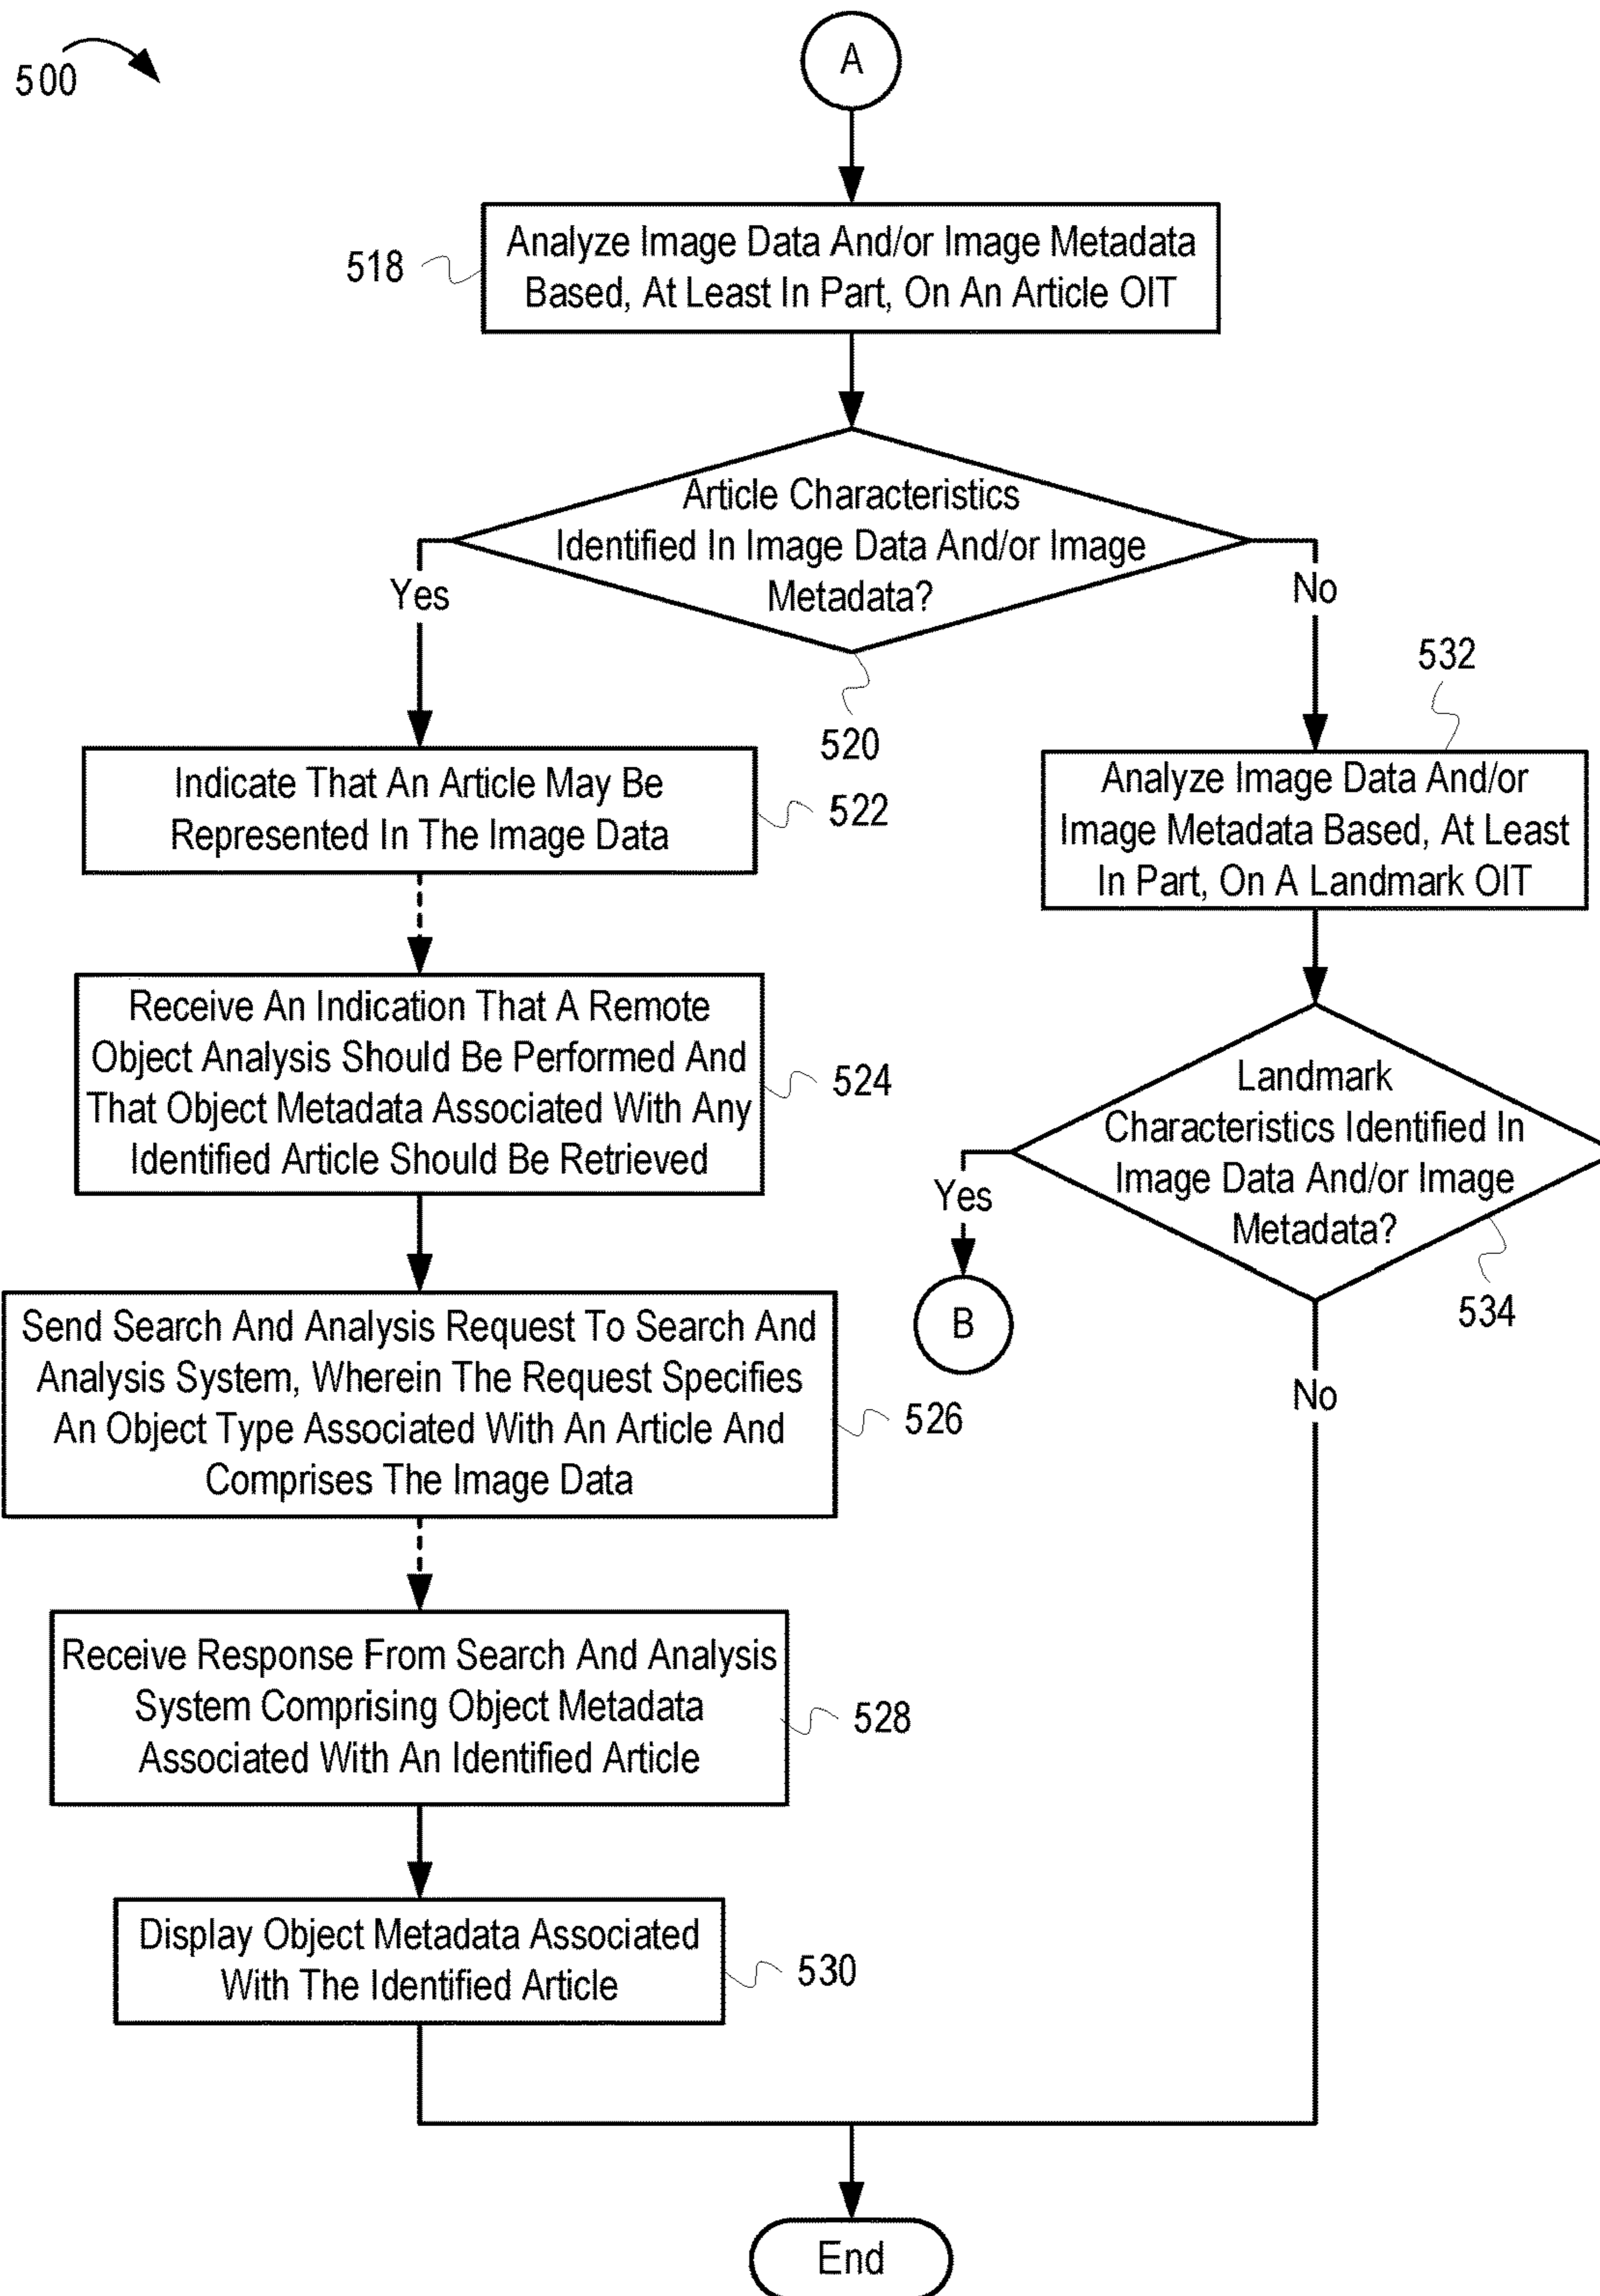 500
A
518
Analyze Image Data And/or Image Metadata
Based, At Least In Part, On An Article OIT
Article Characteristics
Identified In Image Data And/or Image
Metadata?
Yes
No
520
532
Indicate That An Article May Be
Represented In The Image Data
522
Analyze Image Data And/or
Image Metadata Based, At Least
In Part, On A Landmark OIT
Receive An Indication That A Remote
Object Analysis Should Be Performed And
That Object Metadata Associated With Any
Identified Article Should Be Retrieved
524
Landmark
Characteristics Identified In
Image Data And/or Image
Metadata?
Yes
534
B
No
Send Search And Analysis Request To Search And
Analysis System, Wherein The Request Specifies
An Object Type Associated With An Article And
Comprises The Image Data
526
Receive Response From Search And Analysis
System Comprising Object Metadata
Associated With An Identified Article
528
Display Object Metadata Associated
With The Identified Article
530
End